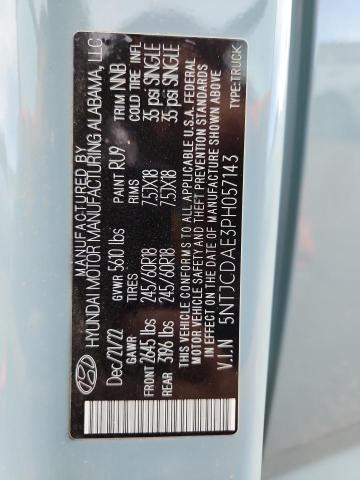 MANUFACTURED BY
HYUNDAI MOTOR MANUFACTURING ALABAMA, LLC
Dec/21/22 GVWR 5610 lbs PAINT RU9 TRIM NNB
GAWR TIRES RIMS COLD TIRE INFL
FRONT 2645 lbs 245/60R18 7.5JX18 35 psi SINGLE
REAR 3196 lbs 245/60R18 7.5JX18 35 psi SINGLE
THIS VEHICLE CONFORMS TO ALL APPLICABLE U.S.A. FEDERAL
MOTOR VEHICLE SAFETY AND THEFT PREVENTION STANDARDS
IN EFFECT ON THE DATE OF MANUFACTURE SHOWN ABOVE
V.I.N 5NTJCDAE3PH057143 TYPE:TRUCK